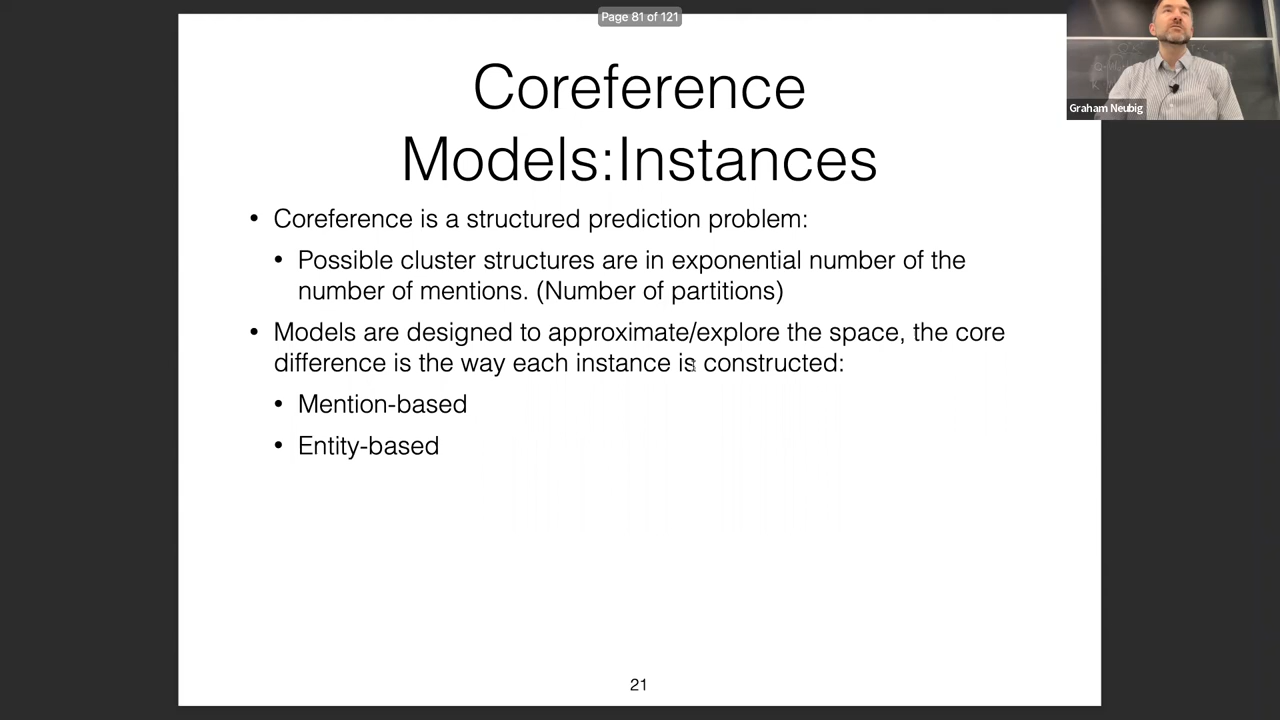 Page 81 of 121
Graham Neubig
Coreference
Models:Instances
• Coreference is a structured prediction problem:
• Possible cluster structures are in exponential number of the
number of mentions. (Number of partitions)
• Models are designed to approximate/explore the space, the core
difference is the way each instance is constructed:
• Mention-based
• Entity-based
21